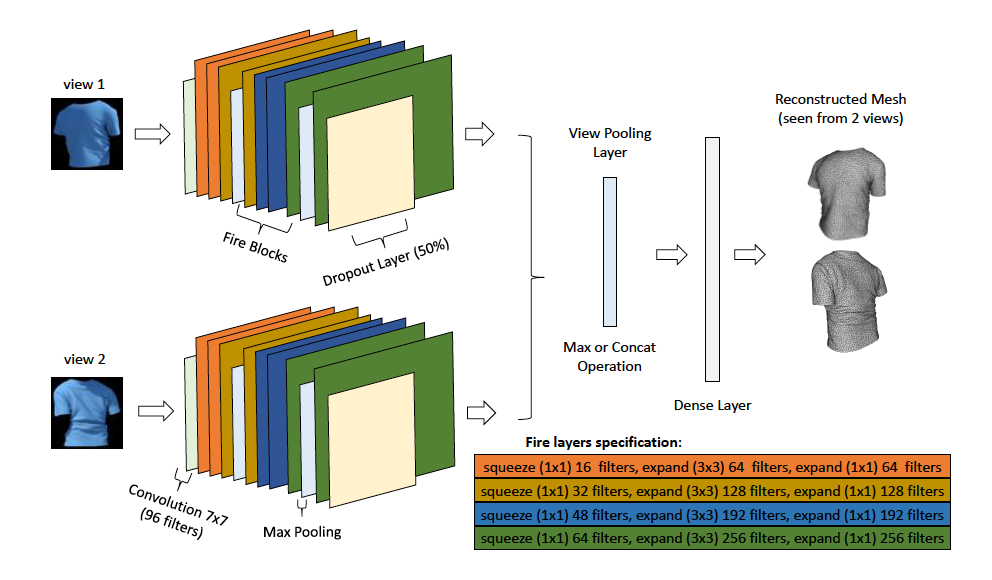 view 1
Fire Blocks
Dropout Layer (50%)
view 2
Convolution 7x7
(96 filters)
Max Pooling
View Pooling
Layer
Max or Concat
Operation
Dense Layer
Reconstructed Mesh
(seen from 2 views)
Fire layers specification:
squeeze (1x1) 16 filters, expand (3x3) 64 filters, expand (1x1) 64 filters
squeeze (1x1) 32 filters, expand (3x3) 128 filters, expand (1x1) 128 filters
squeeze (1x1) 48 filters, expand (3x3) 192 filters, expand (1x1) 192 filters
squeeze (1x1) 64 filters, expand (3x3) 256 filters, expand (1x1) 256 filters